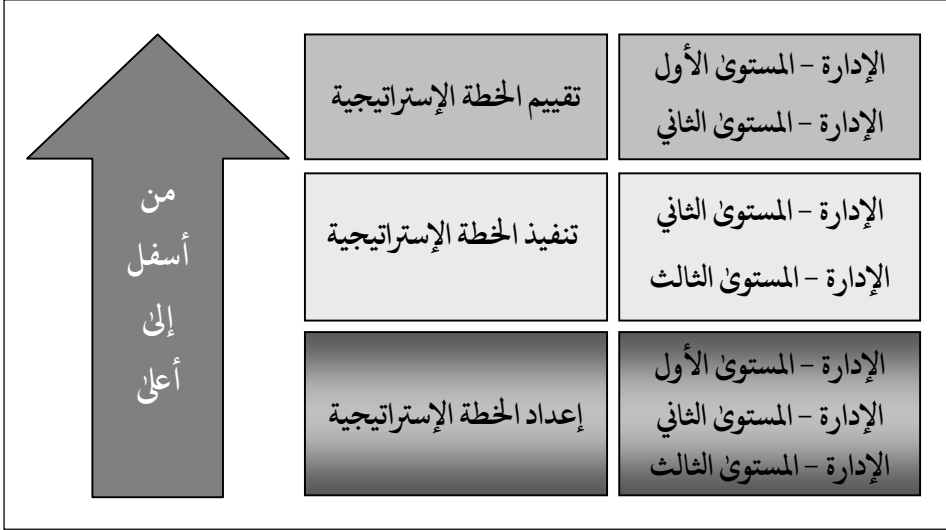 الإدارة – المستوىٰ الأول
الإدارة – المستوىٰ الثاني
تقييم الخطة الإستراتيجية
الإدارة – المستوىٰ الثاني
الإدارة – المستوىٰ الثالث
تنفيذ الخطة الإستراتيجية
الإدارة – المستوىٰ الأول
الإدارة – المستوىٰ الثاني
الإدارة – المستوىٰ الثالث
إعداد الخطة الإستراتيجية
من
أسفل
إلىٰ
أعلىٰ